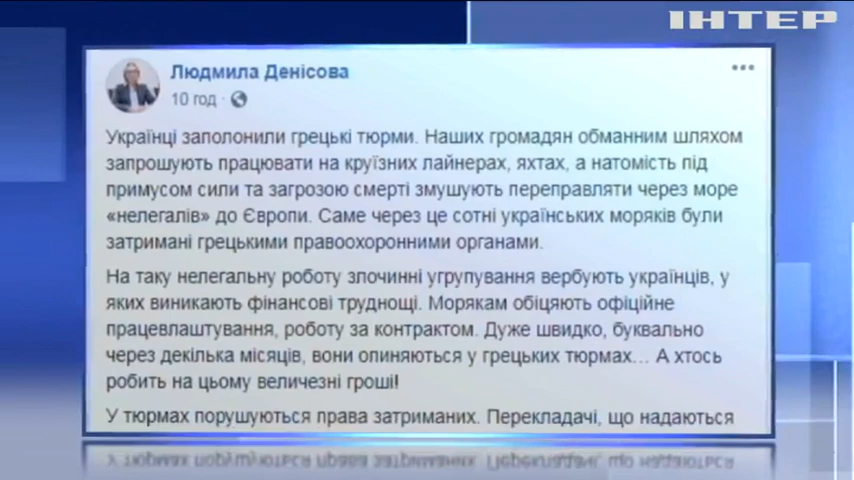 ІНТЕР
Людмила Денісова
10 год ·
Українці заполонили грецькі тюрми. Наших громадян обманним шляхом
запрошують працювати на круїзних лайнерах, яхтах, а натомість під
примусом сили та загрозою смерті змушують переправляти через море
«нелегалів» до Європи. Саме через це сотні українських моряків були
затримані грецькими правоохоронними органами.
На таку нелегальну роботу злочинні угрупування вербують українців, у
яких виникають фінансові труднощі. Морякам обіцяють офіційне
працевлаштування, роботу за контрактом. Дуже швидко, буквально
через декілька місяців, вони опиняються у грецьких тюрмах... А хтось
робить на цьому величезні гроші!
У тюрмах порушуються права затриманих. Перекладачі, що надаються